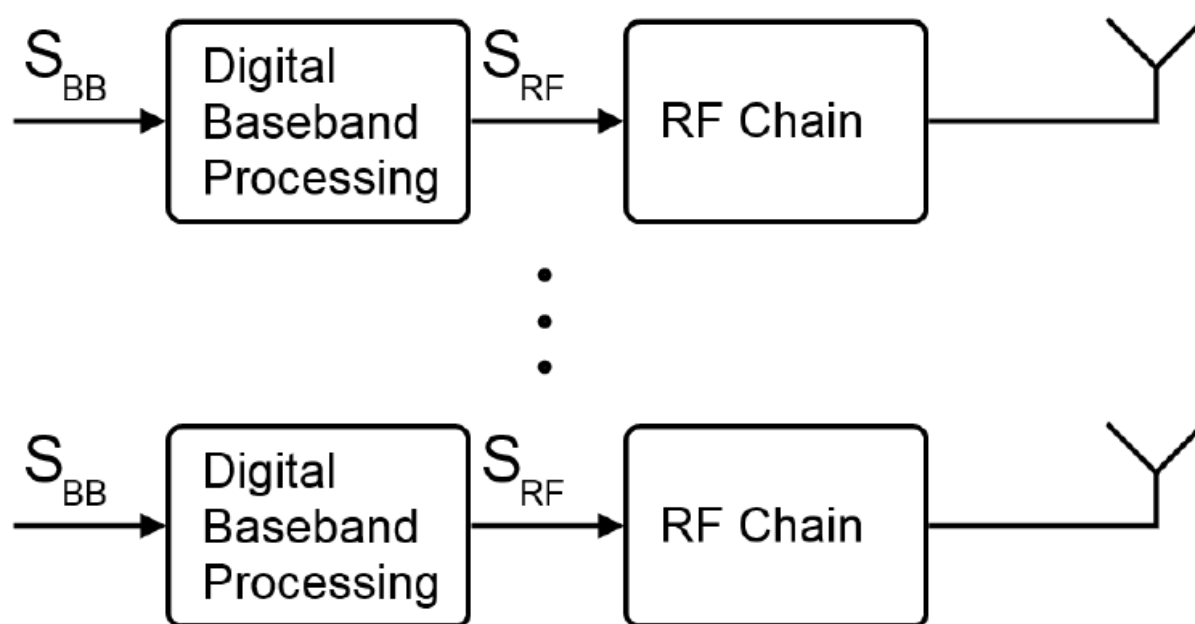 S_BB
Digital
Baseband
Processing
S_RF
RF Chain
S_BB
Digital
Baseband
Processing
S_RF
RF Chain